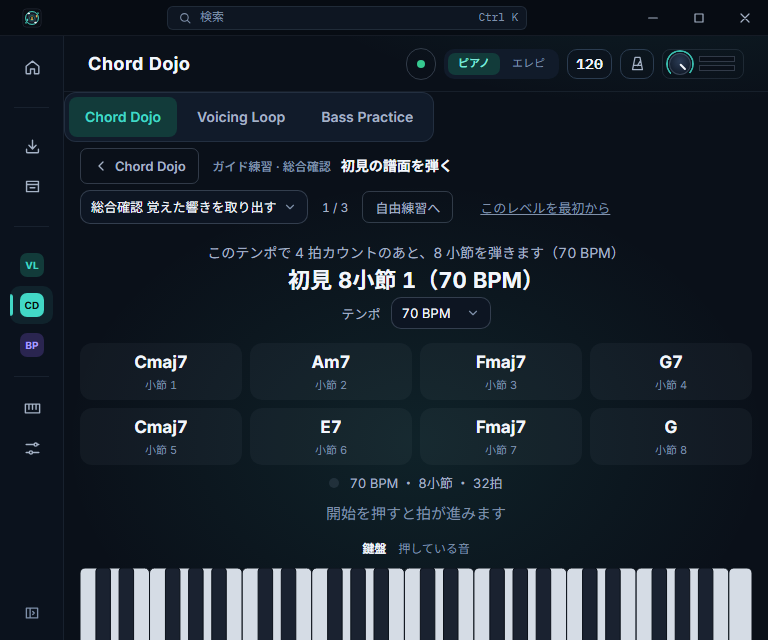 検索 Ctrl K
Chord Dojo ピアノ エレピ 120
Chord Dojo Voicing Loop Bass Practice
Chord Dojo ガイド練習 · 総合確認 初見の譜面を弾く
総合確認 覚えた響きを取り出す 1 / 3 自由練習へ このレベルを最初から
このテンポで 4 拍カウントのあと、8 小節を弾きます（70 BPM）
初見 8小節 1（70 BPM）
テンポ 70 BPM
Cmaj7 Am7 Fmaj7 G7
小節 1 小節 2 小節 3 小節 4
VL
CD
BP
Cmaj7 E7 Fmaj7 G
小節 5 小節 6 小節 7 小節 8
70 BPM ・ 8小節 ・ 32拍
開始を押すと拍が進みます
鍵盤 押している音